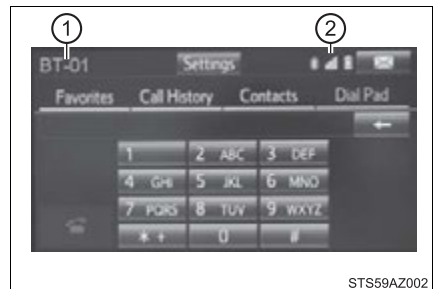 1 2
BT-01 Settings
Favorites Call History Contacts Dial Pad
1 2 ABC 3 DEF
4 GHI 5 JKL 6 MNO
7 PQRS 8 TUV 9 WXYZ
* + 0 #
STS59AZ002